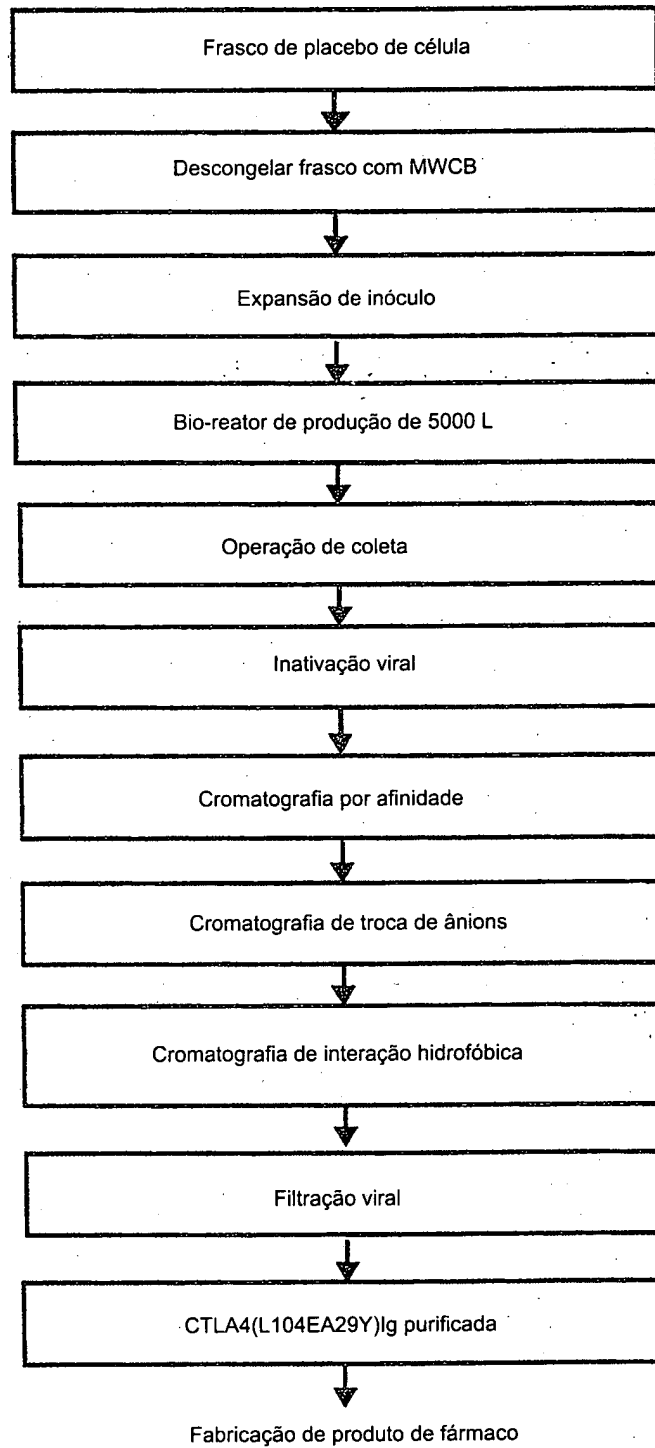 Frasco de placebo de célula
Descongelar frasco com MWCB
Expansão de inóculo
Bio-reator de produção de 5000 L
Operação de coleta
Inativação viral
Cromatografia por afinidade
Cromatografia de troca de ânions
Cromatografia de interação hidrofóbica
Filtração viral
CTLA4(L104EA29Y)Ig purificada
Fabricação de produto de fármaco